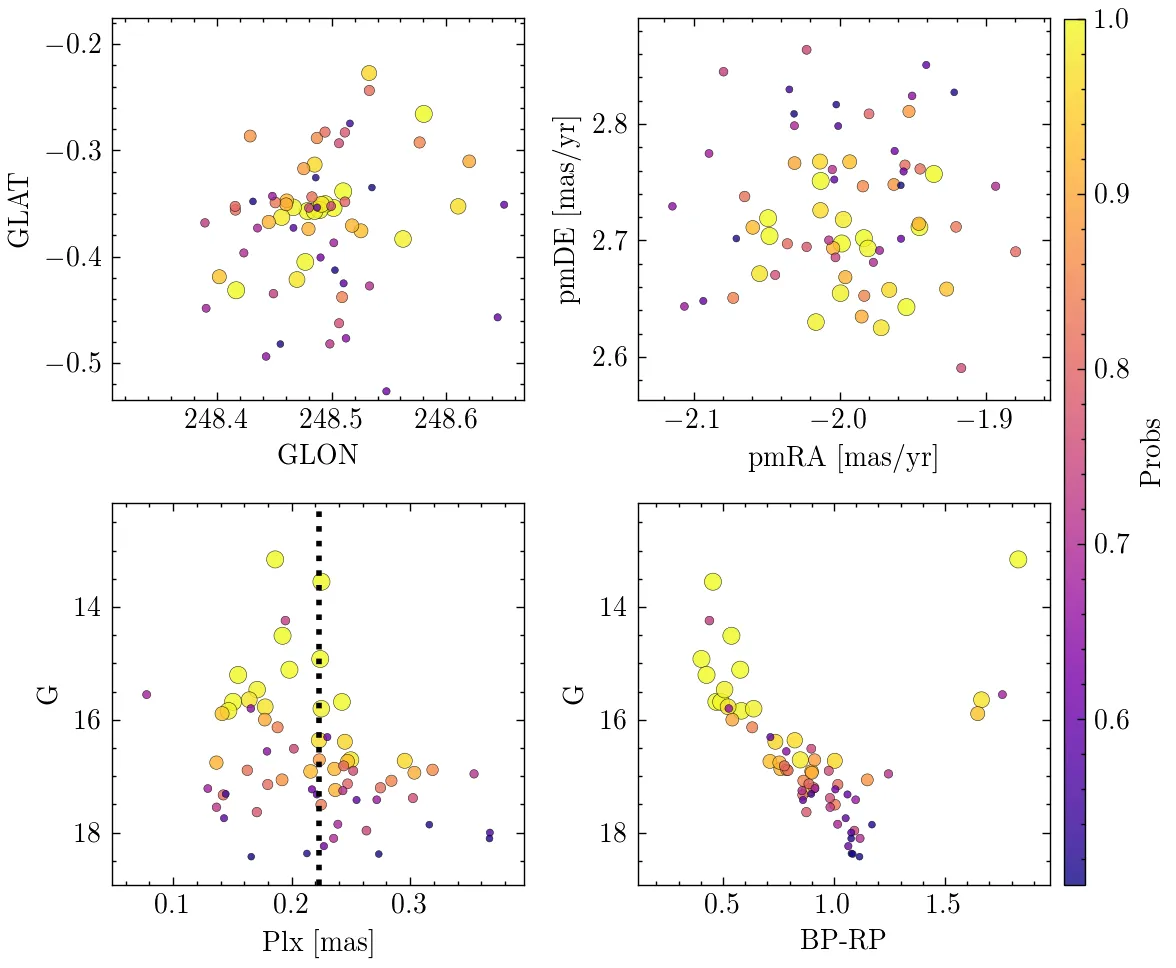 −0.2
−0.3
−0.4
−0.5
GLAT
248.4 248.5 248.6
GLON
2.8
2.7
2.6
pmDE [mas/yr]
−2.1 −2.0 −1.9
pmRA [mas/yr]
1.0
0.9
0.8
0.7
0.6
Probs
14
16
18
G
0.1 0.2 0.3
Plx [mas]
14
16
18
G
0.5 1.0 1.5
BP-RP